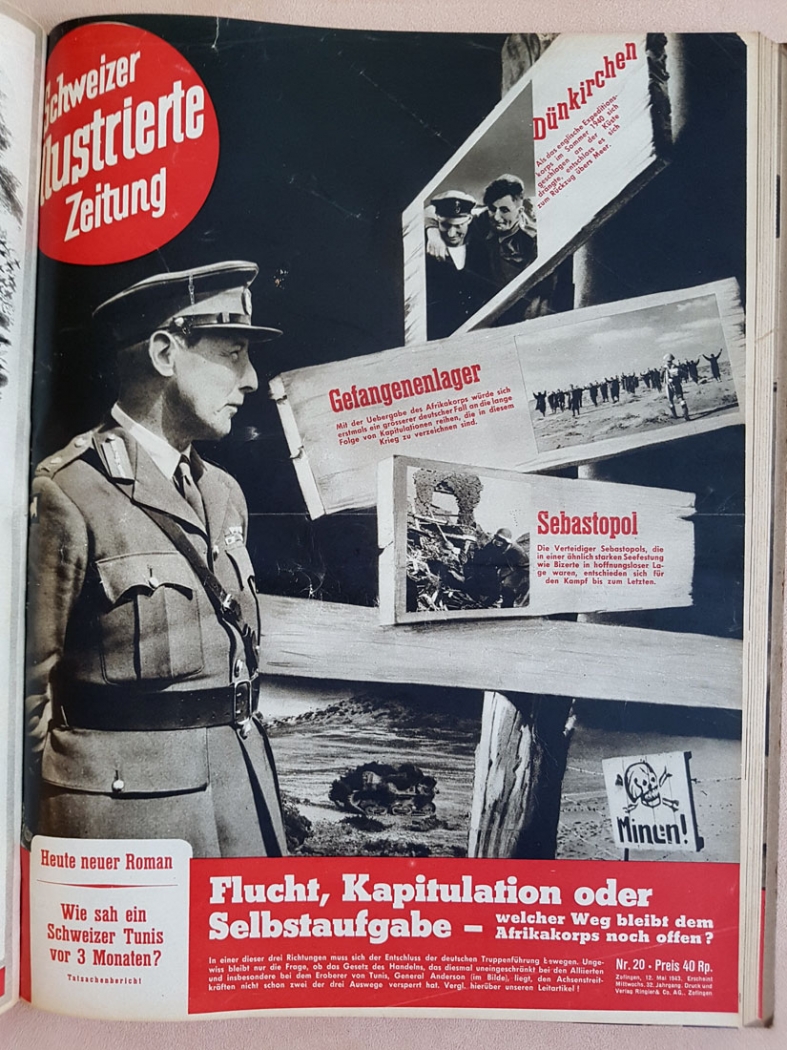 Schweizer
Illustrierte
Zeitung
Dünkirchen
Als das englische Expeditions-
korps im Sommer 1940 sich
geschlagen an der Küste
drängte, entschloss es sich
zum Rückzug übers Meer.
Gefangenenlager
Mit der Uebergabe des Afrikakorps würde sich
erstmals ein grösserer deutscher Fall an die lange
Folge von Kapitulationen reihen, die in diesem
Krieg zu verzeichnen sind.
Sebastopol
Die Verteidiger Sebastopols, die
in einer ähnlich starken Seefestung
wie Bizerte in hoffnungsloser La-
ge waren, entschieden sich für
den Kampf bis zum Letzten.
Minen!
Heute neuer Roman
Wie sah ein
Schweizer Tunis
vor 3 Monaten?
Tatsachenbericht
Flucht, Kapitulation oder
Selbstaufgabe – welcher Weg bleibt dem
Afrikakorps noch offen?
In einer dieser drei Richtungen muss sich der Entschluss der deutschen Truppenführung bewegen. Unge-
wiss bleibt nur die Frage, ob das Gesetz des Handelns, das diesmal uneingeschränkt bei den Alliierten
und insbesondere bei dem Eroberer von Tunis, General Anderson (im Bilde), liegt, den Achsenstreit-
kräften nicht schon zwei der drei Auswege versperrt hat. Vergl. hierüber unseren Leitartikel!
Nr. 20 - Preis 40 Rp.
Zofingen, 12. Mai 1943. Erscheint
Mittwochs. 32. Jahrgang. Druck und
Verlag Ringier & Co. AG., Zofingen